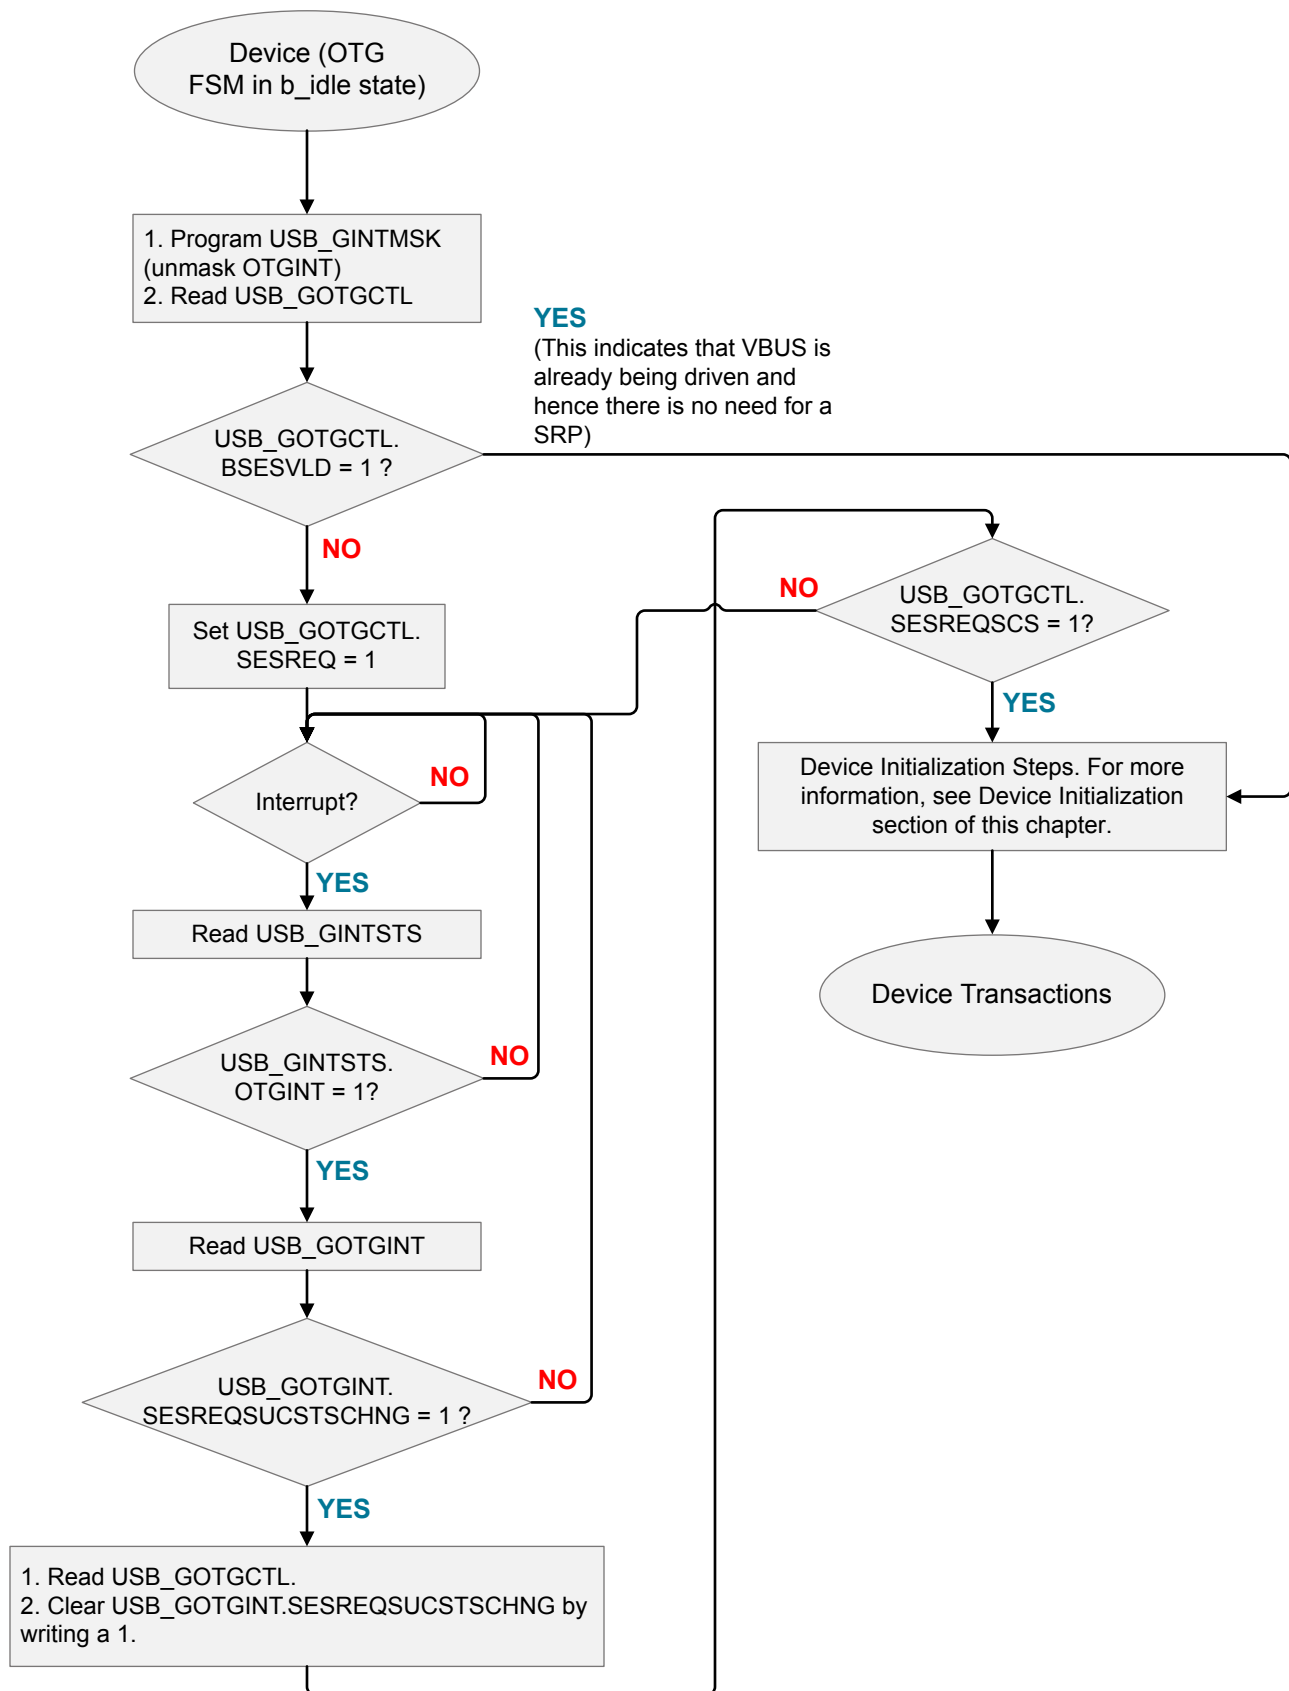 Device (OTG
FSM in b_idle state)
1. Program USB_GINTMSK
(unmask OTGINT)
2. Read USB_GOTGCTL
YES
(This indicates that VBUS is
already being driven and
hence there is no need for a
SRP)
USB_GOTGCTL.
BSESVLD = 1 ?
NO
Set USB_GOTGCTL.
SESREQ = 1
NO
USB_GOTGCTL.
SESREQSCS = 1?
YES
Interrupt?
NO
YES
Device Initialization Steps. For more
information, see Device Initialization
section of this chapter.
Read USB_GINTSTS
Device Transactions
USB_GINTSTS.
OTGINT = 1?
NO
YES
Read USB_GOTGINT
USB_GOTGINT.
SESREQSUCSTSCHNG = 1 ?
NO
YES
1. Read USB_GOTGCTL.
2. Clear USB_GOTGINT.SESREQSUCSTSCHNG by
writing a 1.